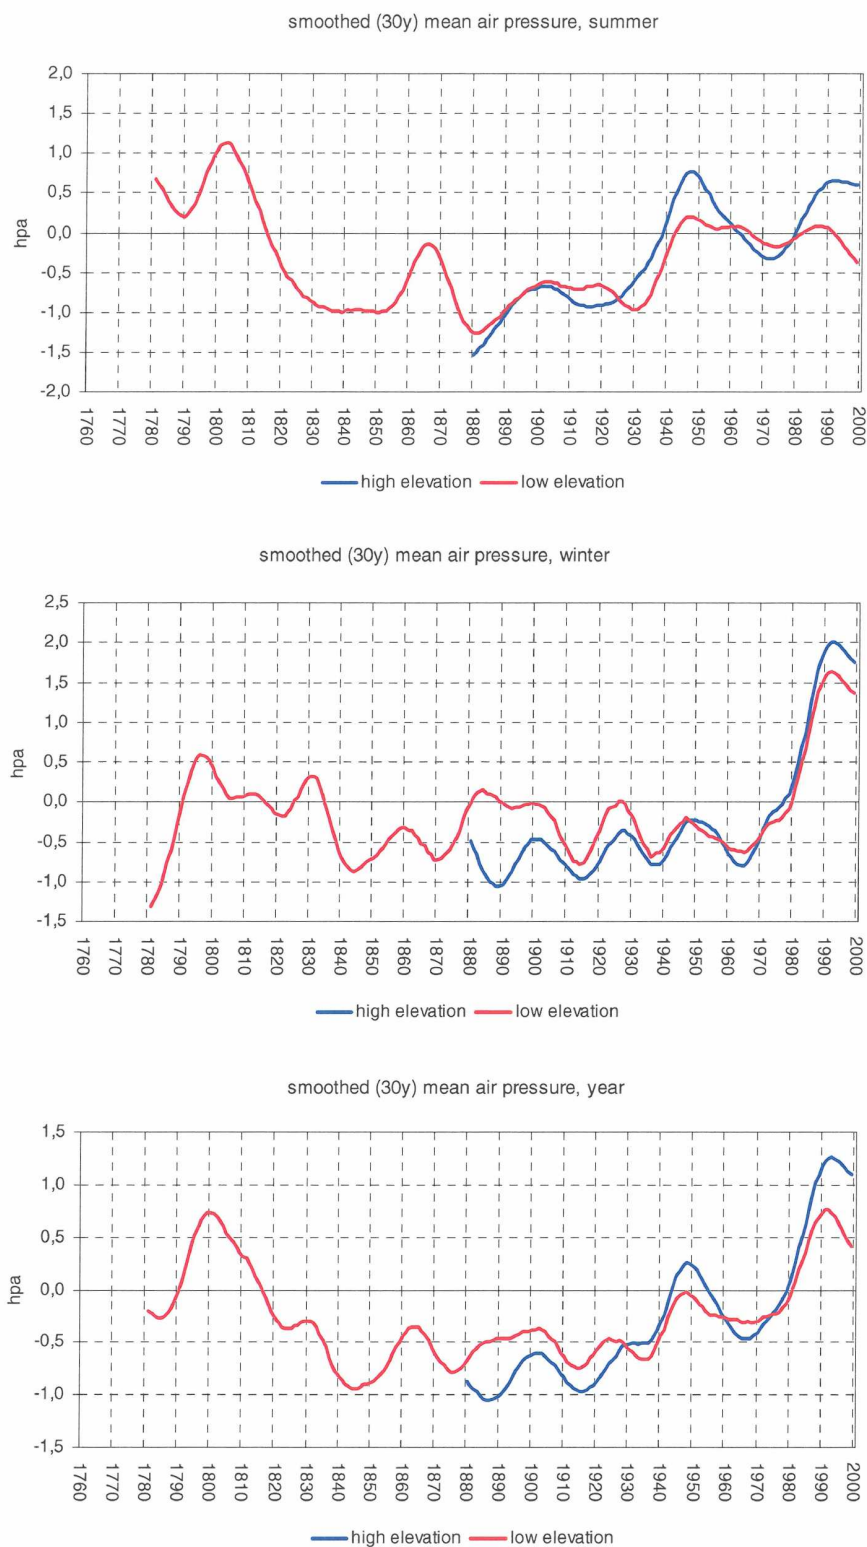 smoothed (30y) mean air pressure, summer
2,0
1,5
1,0
0,5
0,0
-0,5
-1,0
-1,5
-2,0
hpa
1760 1770 1780 1790 1800 1810 1820 1830 1840 1850 1860 1870 1880 1890 1900 1910 1920 1930 1940 1950 1960 1970 1980 1990 2000
high elevation low elevation
smoothed (30y) mean air pressure, winter
2,5
2,0
1,5
1,0
0,5
0,0
-0,5
-1,0
-1,5
hpa
1760 1770 1780 1790 1800 1810 1820 1830 1840 1850 1860 1870 1880 1890 1900 1910 1920 1930 1940 1950 1960 1970 1980 1990 2000
high elevation low elevation
smoothed (30y) mean air pressure, year
1,5
1,0
0,5
0,0
-0,5
-1,0
-1,5
hpa
1760 1770 1780 1790 1800 1810 1820 1830 1840 1850 1860 1870 1880 1890 1900 1910 1920 1930 1940 1950 1960 1970 1980 1990 2000
high elevation low elevation